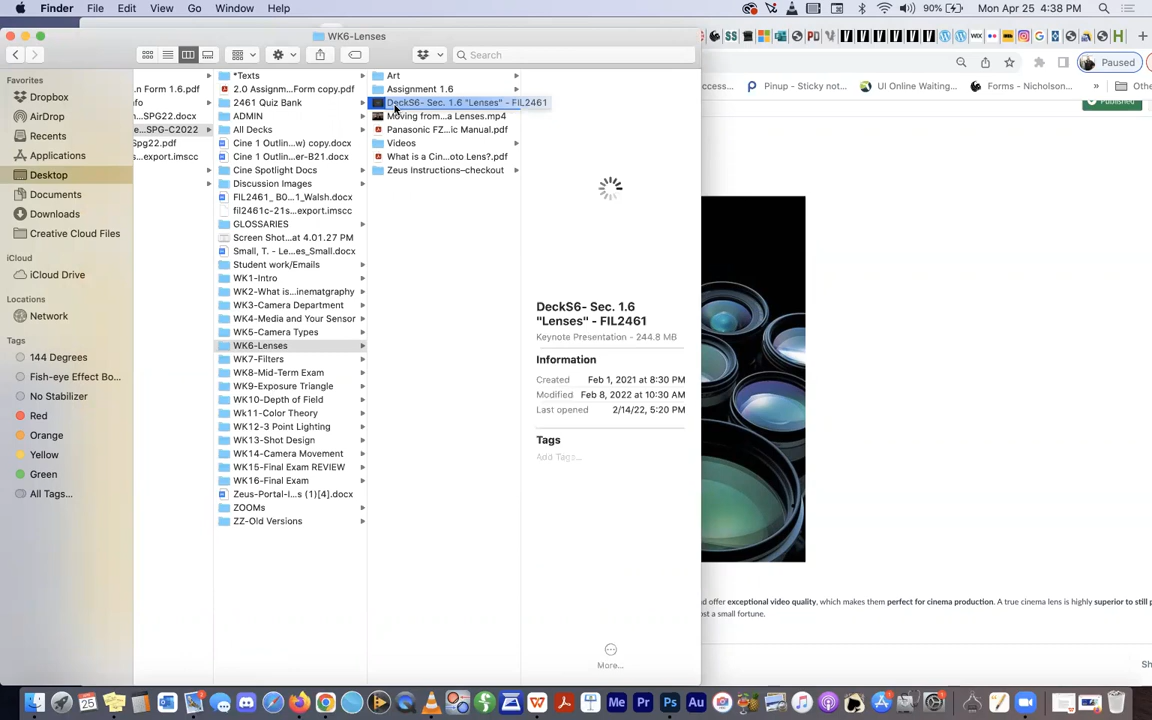 Finder File Edit View Go Window Help
90% Mon Apr 25 4:38 PM
WK6-Lenses
Search
Paused
Favorites
Dropbox
AirDrop
Recents
Applications
Desktop
Documents
Downloads
Creative Cloud Files
iCloud
iCloud Drive
Locations
Network
Tags
144 Degrees
Fish-eye Effect Bo...
No Stabilizer
Red
Orange
Yellow
Green
All Tags...
n Form 1.6.pdf
fo
SPG22.docx
e...SPG-C2022
Spg22.pdf
...export.imscc
*Texts
2.0 Assignm...Form copy.pdf
2461 Quiz Bank
ADMIN
All Decks
Cine 1 Outlin...w) copy.docx
Cine 1 Outlin...er-B21.docx
Cine Spotlight Docs
Discussion Images
FIL2461_ B0...1_Walsh.docx
fil2461c-21s...export.imscc
GLOSSARIES
Screen Shot...at 4.01.27 PM
Small, T. - Le...es_Small.docx
Student work/Emails
WK1-Intro
WK2-What is...inematgraphy
WK3-Camera Department
WK4-Media and Your Sensor
WK5-Camera Types
WK6-Lenses
WK7-Filters
WK8-Mid-Term Exam
WK9-Exposure Triangle
WK10-Depth of Field
Wk11-Color Theory
WK12-3 Point Lighting
WK13-Shot Design
WK14-Camera Movement
WK15-Final Exam REVIEW
WK16-Final Exam
Zeus-Portal-I...s (1)[4].docx
ZOOMs
ZZ-Old Versions
Art
Assignment 1.6
DeckS6- Sec. 1.6 "Lenses" - FIL2461
Moving from...a Lenses.mp4
Panasonic FZ...ic Manual.pdf
Videos
What is a Cin...oto Lens?.pdf
Zeus Instructions–checkout
DeckS6- Sec. 1.6
"Lenses" - FIL2461
Keynote Presentation - 244.8 MB
Information
Created Feb 1, 2021 at 8:30 PM
Modified Feb 8, 2022 at 10:30 AM
Last opened 2/14/22, 5:20 PM
Tags
Add Tags...
More...
ccess... Pinup - Sticky note... UI Online Waiting... Forms - Nicholson...
Published
d offer exceptional video quality, which makes them perfect for cinema production. A true cinema lens is highly superior to still p
st a small fortune.
Sh